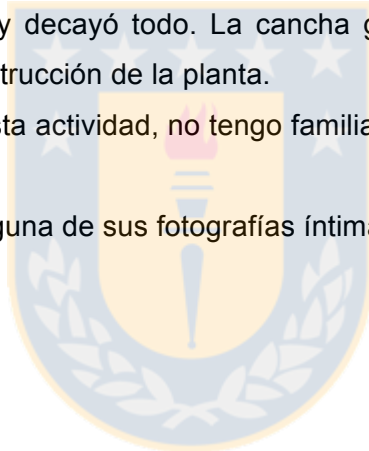 y decayó todo. La cancha g
trucción de la planta.
sta actividad, no tengo familia
guna de sus fotografías íntima